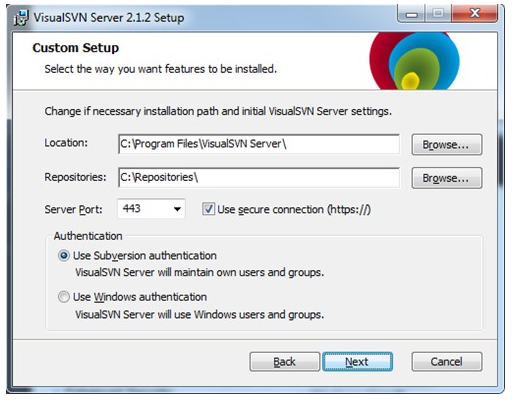 VisualSVN Server 2.1.2 Setup
Custom Setup
Select the way you want features to be installed.
Change if necessary installation path and initial VisualSVN Server settings.
Location: C:\Program Files\VisualSVN Server\ Browse...
Repositories: C:\Repositories\ Browse...
Server Port: 443 Use secure connection (https://)
Authentication
Use Subversion authentication
VisualSVN Server will maintain own users and groups.
Use Windows authentication
VisualSVN Server will use Windows users and groups.
Back Next Cancel